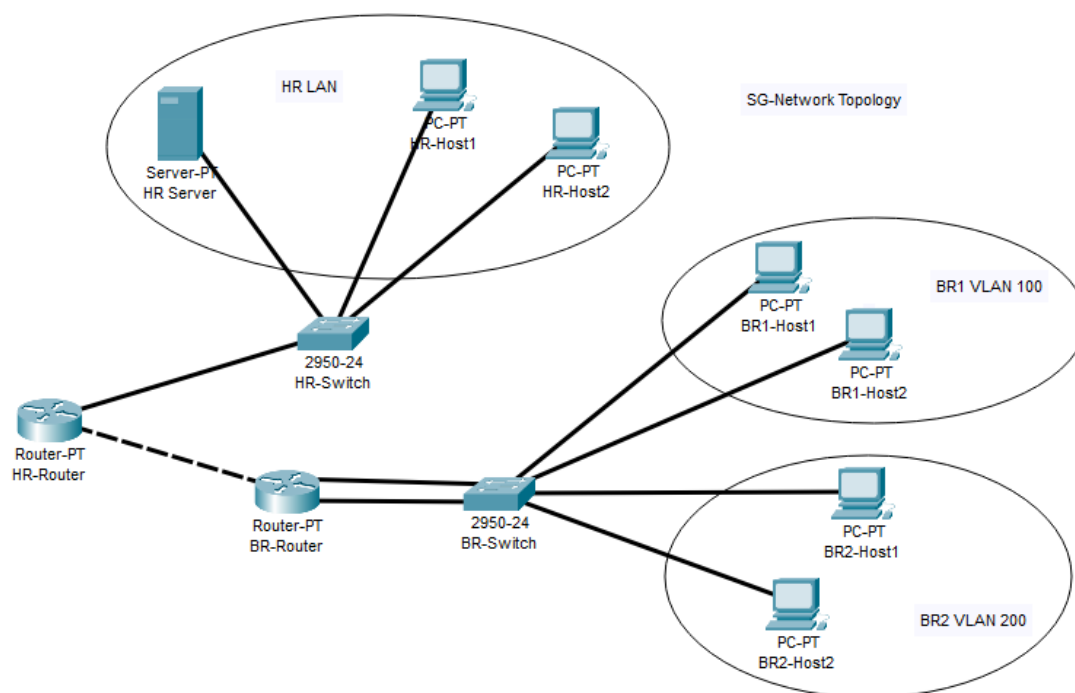 HR LAN
SG-Network Topology
PC-PT
HR-Host1
Server-PT
HR Server
PC-PT
HR-Host2
BR1 VLAN 100
PC-PT
BR1-Host1
PC-PT
BR1-Host2
2950-24
HR-Switch
Router-PT
HR-Router
Router-PT
BR-Router
2950-24
BR-Switch
PC-PT
BR2-Host1
PC-PT
BR2-Host2
BR2 VLAN 200